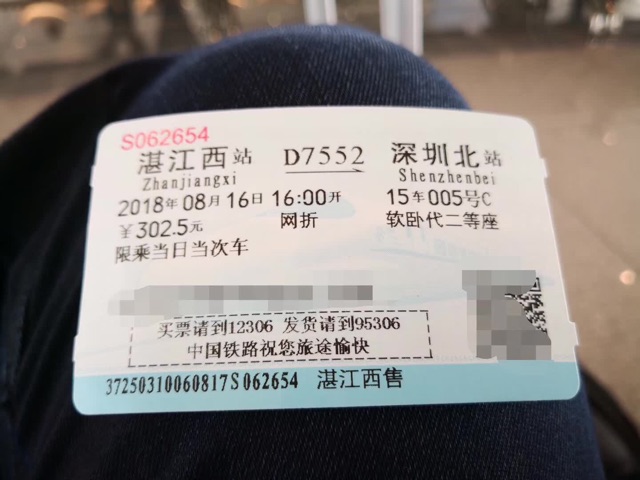 S062654
湛江西站 D7552 深圳北站
Zhanjiangxi Shenzhenbei
2018年08月16日 16:00开 15车005号C
￥302.5元 网折 软卧代二等座
限乘当日当次车
买票请到12306 发货请到95306
中国铁路祝您旅途愉快
37250310060817S062654 湛江西售